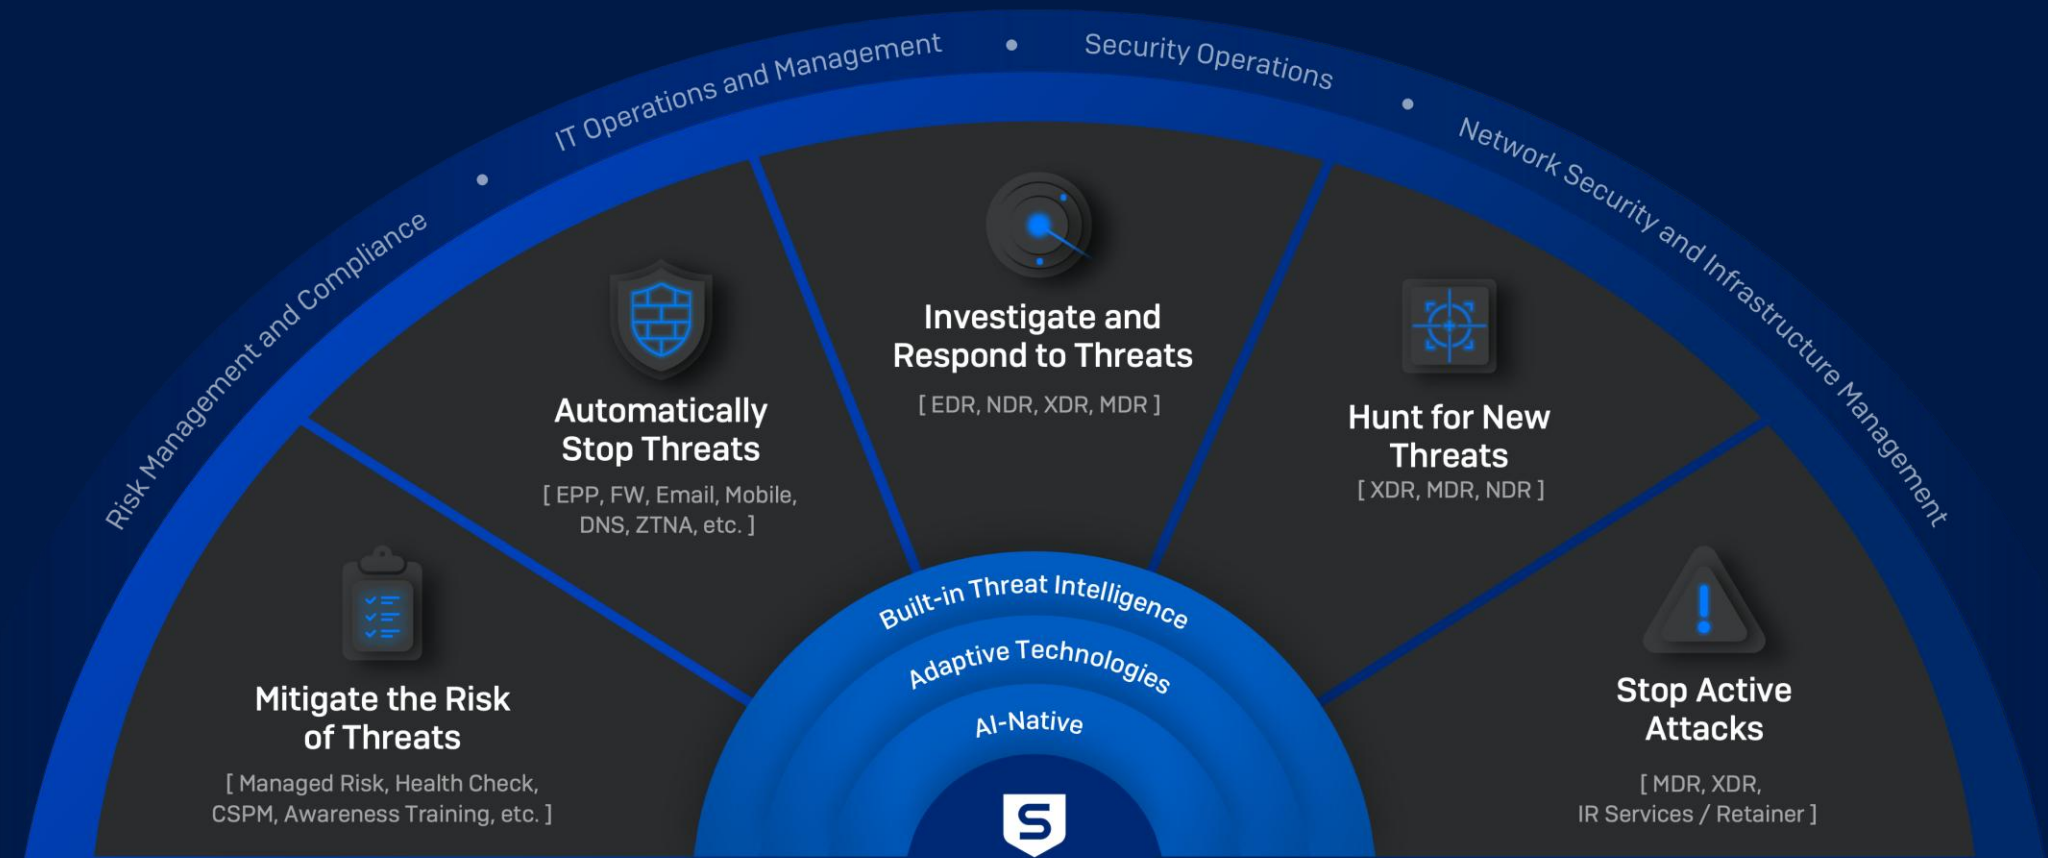 Risk Management and Compliance
IT Operations and Management
Security Operations
Network Security and Infrastructure Management
Mitigate the Risk
of Threats
[ Managed Risk, Health Check,
CSPM, Awareness Training, etc. ]
Automatically
Stop Threats
[ EPP, FW, Email, Mobile,
DNS, ZTNA, etc. ]
Investigate and
Respond to Threats
[ EDR, NDR, XDR, MDR ]
Hunt for New
Threats
[ XDR, MDR, NDR ]
Stop Active
Attacks
[ MDR, XDR,
IR Services / Retainer ]
Built-in Threat Intelligence
Adaptive Technologies
AI-Native
S